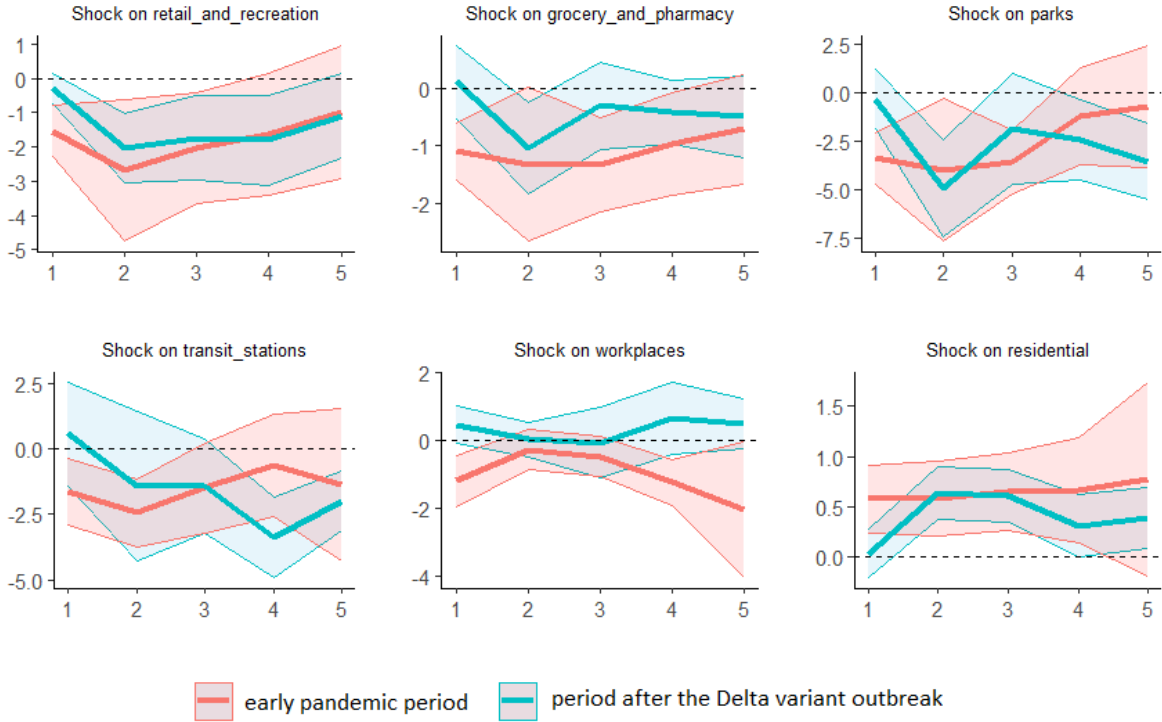 Shock on retail_and_recreation
1
0
-1
-2
-3
-4
-5
1 2 3 4 5
Shock on grocery_and_pharmacy
0
-1
-2
1 2 3 4 5
Shock on parks
2.5
0.0
-2.5
-5.0
-7.5
1 2 3 4 5
Shock on transit_stations
2.5
0.0
-2.5
-5.0
1 2 3 4 5
Shock on workplaces
2
0
-2
-4
1 2 3 4 5
Shock on residential
1.5
1.0
0.5
0.0
1 2 3 4 5
early pandemic period
period after the Delta variant outbreak